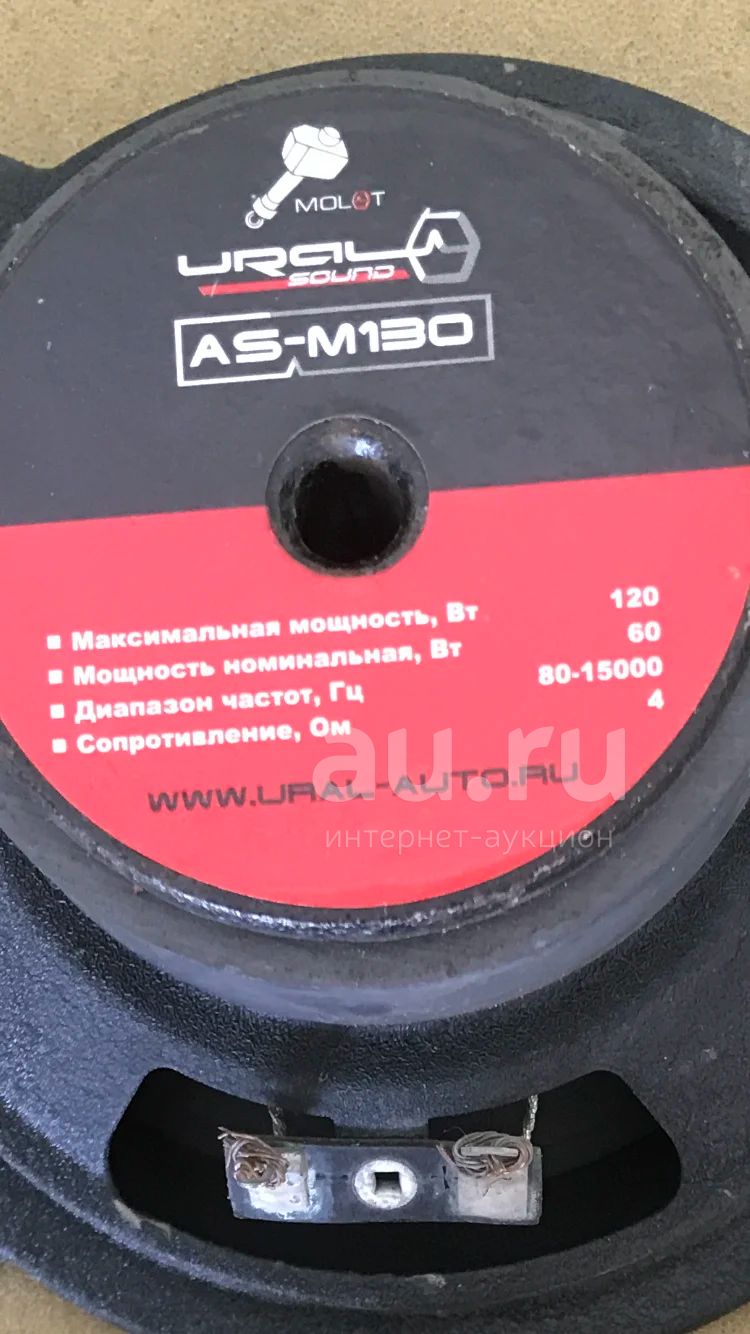 MOLOT
URAL
SOUND
AS-M130
▪ Максимальная мощность, Вт 120
▪ Мощность номинальная, Вт 60
▪ Диапазон частот, Гц 80-15000
▪ Сопротивление, Ом 4
WWW.URAL-AUTO.RU
au.ru
интернет-аукцион